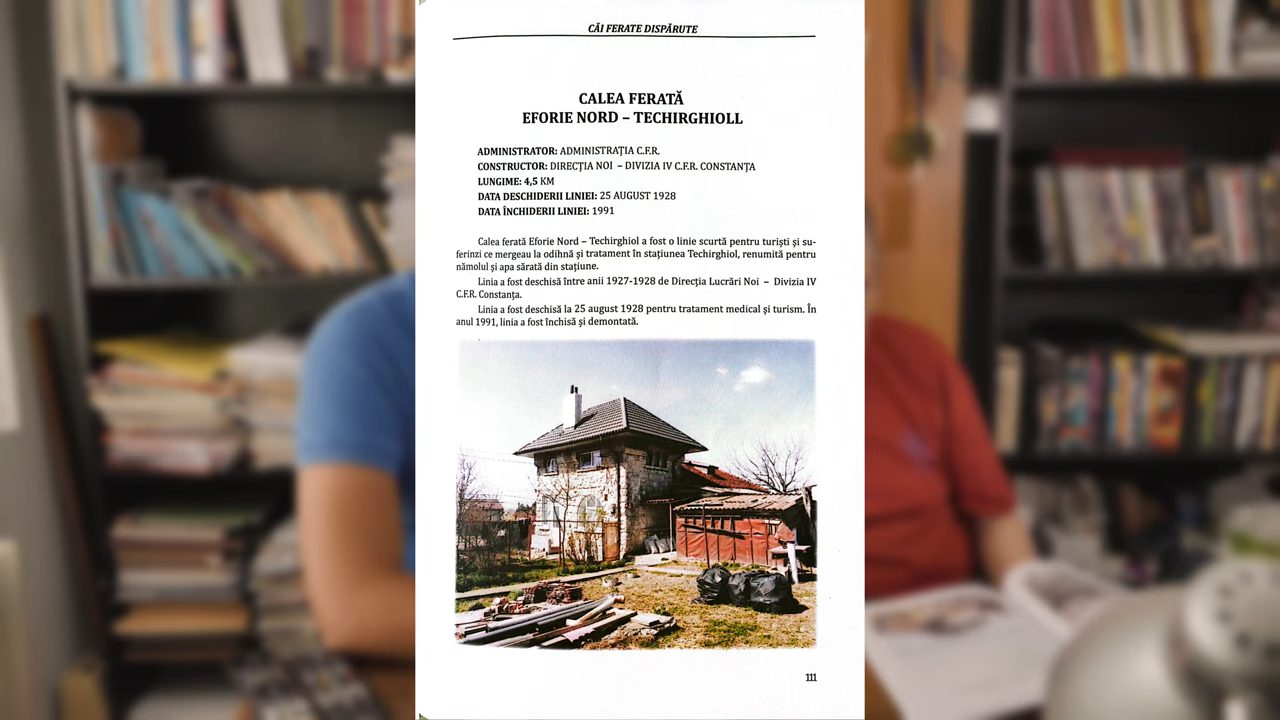 CĂI FERATE DISPĂRUTE
CALEA FERATĂ
EFORIE NORD – TECHIRGHIOLL
ADMINISTRATOR: ADMINISTRAȚIA C.F.R.
CONSTRUCTOR: DIRECȚIA NOI – DIVIZIA IV C.F.R. CONSTANȚA
LUNGIME: 4,5 KM
DATA DESCHIDERII LINIEI: 25 AUGUST 1928
DATA ÎNCHIDERII LINIEI: 1991
Calea ferată Eforie Nord – Techirghiol a fost o linie scurtă pentru turiști și su-
ferinzi ce mergeau la odihnă și tratament în stațiunea Techirghiol, renumită pentru
nămolul și apa sărată din stațiune.
Linia a fost deschisă între anii 1927-1928 de Direcția Lucrări Noi – Divizia IV
C.F.R. Constanța.
Linia a fost deschisă la 25 august 1928 pentru tratament medical și turism. În
anul 1991, linia a fost închisă și demontată.
111